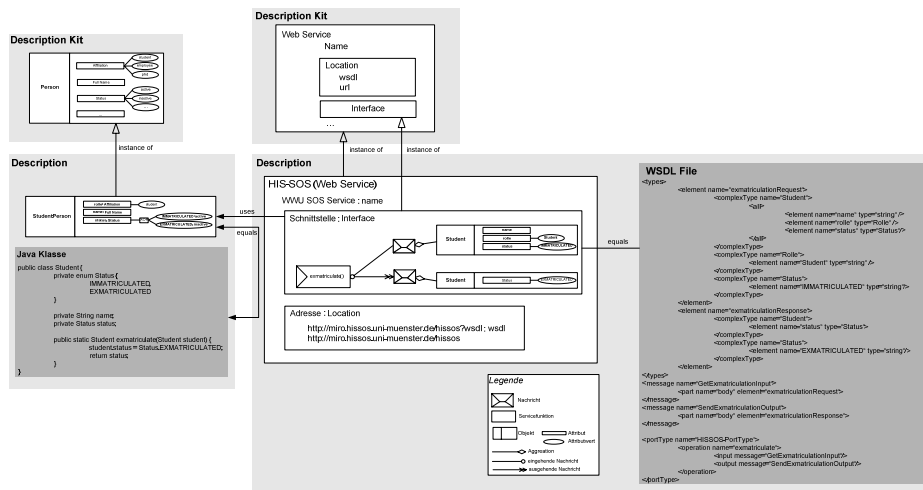 Description Kit
Person
Affiliation
student
employee
Full Name
Status
active
inactive
...
...
instance of
Description
StudentPerson
student
IMMATRICULATED/active
EXMATRICULATED/inactive
Java Klasse
public class Student {
private enum Status {
IMMATRICULATED,
EXMATRICULATED
}
private String name;
private Status status;
public static Student exmatriculate(Student student) {
student.status = Status.EXMATRICULATED;
return status;
}
}
Description Kit
Web Service
Name
Location
wsdl
url
Interface
...
instance of
instance of
uses
equals
Description
HIS-SOS (Web Service)
WWU SOS Service : name
Schnittstelle : Interface
exmatriculate()
Student
name
rolle
Student
status
IMMATRICULATED
Student
Status
EXMATRICULATED
Adresse : Location
http://miro.hissos.uni-muenster.de/hissos?wsdl : wsdl
http://miro.hissos.uni-muenster.de/hissos
equals
Legende
Nachricht
Servicefunktion
Objekt
Attribut
Attributwert
Aggreation
eingehende Nachricht
ausgehende Nachricht
WSDL File
<types>
<element name="exmatriculationRequest">
<complexType name="Student">
<all>
<element name="name" type="string" />
<element name="rolle" type="Rolle" />
<element name="status" type="Status"/>
</all>
</complexType>
<complexType name="Rolle">
<element name="Student" type="string" />
</complexType>
<complexType name="Status">
<element name="IMMATRICULATED" type="string"/>
</complexType>
</element>
<element name="exmatriculationResponse">
<complexType name="Student">
<element name="status" type="Status">
</complexType>
<complexType name="Status">
<element name="EXMATRICULATED" type="string"/>
</complexType>
</element>
</types>
<message name="GetExmatriculationInput">
<part name="body" element="exmatriculationRequest">
</message>
<message name="SendExmatriculationOutput">
<part name="body" element="exmatriculationResponse">
</message>
<portType name="HISSOS-PortType">
<operation name="exmatriculate">
<input message="GetExmatriculationInput"/>
<output message="SendExmatriculationOutput"/>
</operation>
</portType>